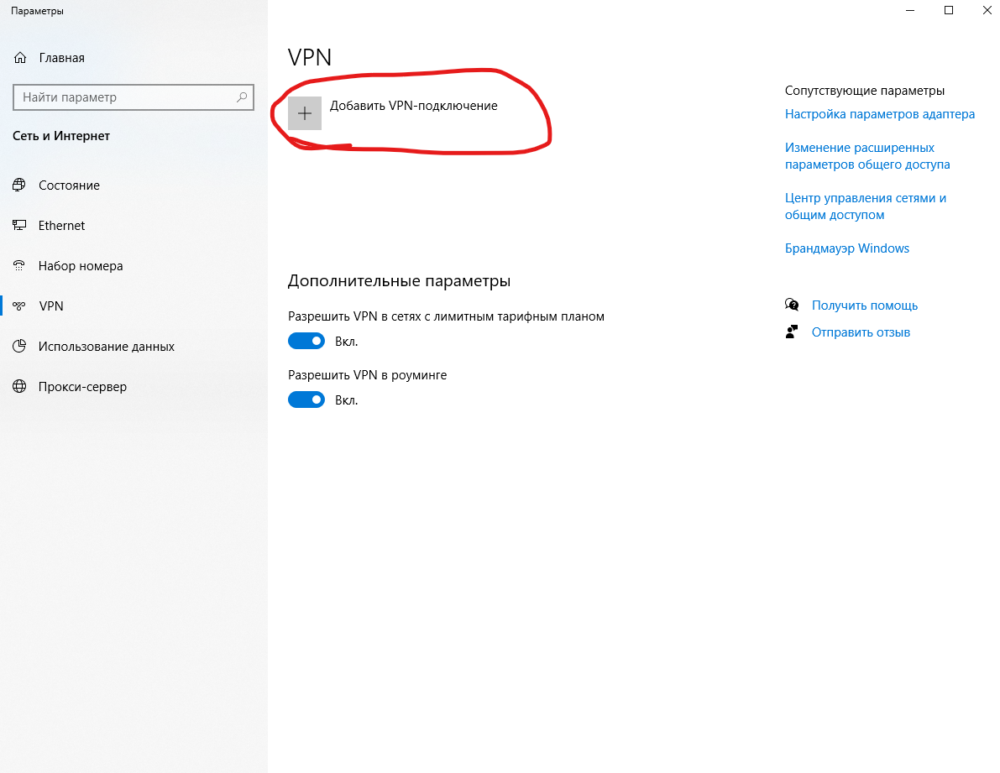 Параметры
Главная
Найти параметр
Сеть и Интернет
Состояние
Ethernet
Набор номера
VPN
Использование данных
Прокси-сервер
VPN
Добавить VPN-подключение
Дополнительные параметры
Разрешить VPN в сетях с лимитным тарифным планом
Вкл.
Разрешить VPN в роуминге
Вкл.
Сопутствующие параметры
Настройка параметров адаптера
Изменение расширенных
параметров общего доступа
Центр управления сетями и
общим доступом
Брандмауэр Windows
Получить помощь
Отправить отзыв